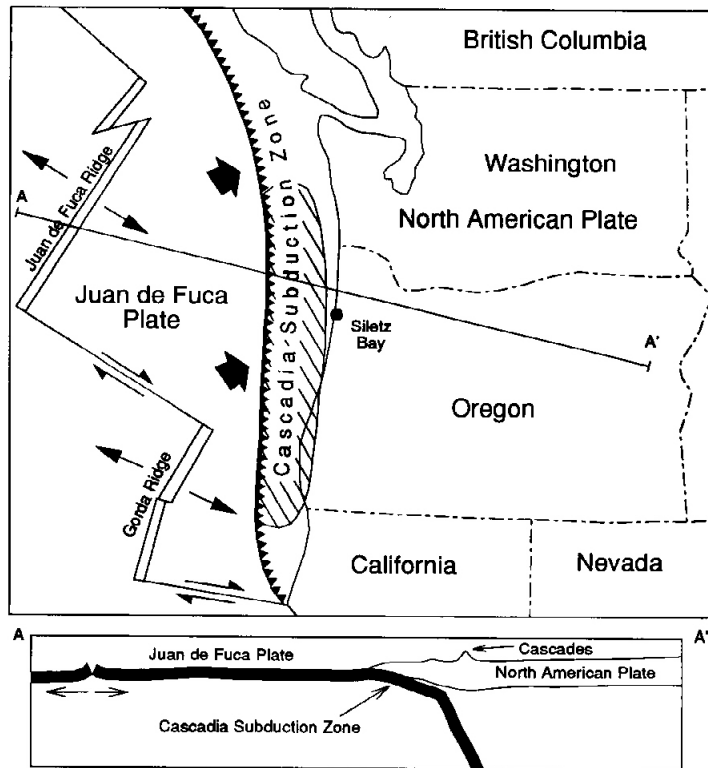 British Columbia
Cascadia Subduction Zone
Washington
North American Plate
A
Juan de Fuca Ridge
Juan de Fuca
Plate
Siletz
Bay
A'
Oregon
Gorda Ridge
California
Nevada
A
A'
Juan de Fuca Plate
Cascades
North American Plate
Cascadia Subduction Zone